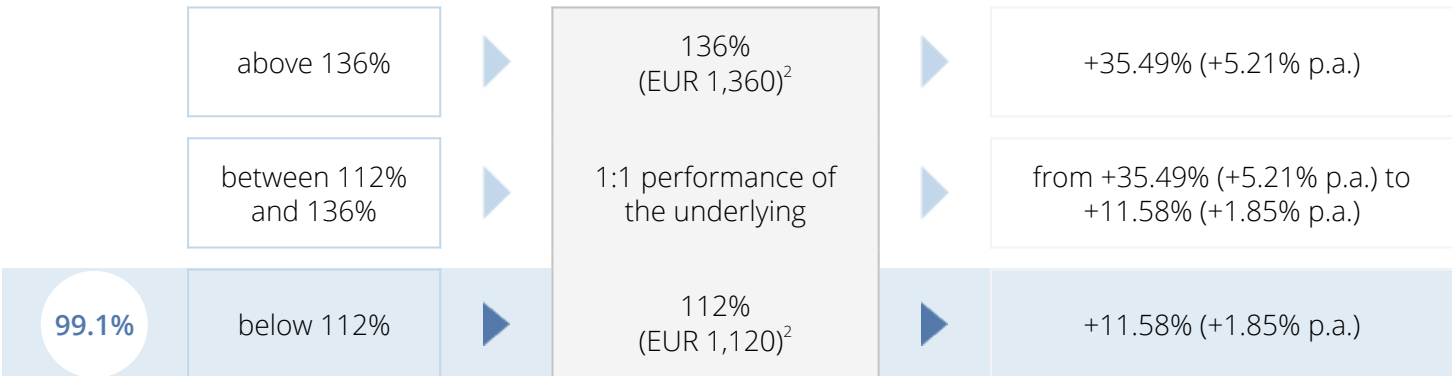 above 136%
136%
(EUR 1,360)²
+35.49% (+5.21% p.a.)
between 112%
and 136%
1:1 performance of
the underlying
from +35.49% (+5.21% p.a.) to
+11.58% (+1.85% p.a.)
99.1%
below 112%
112%
(EUR 1,120)²
+11.58% (+1.85% p.a.)